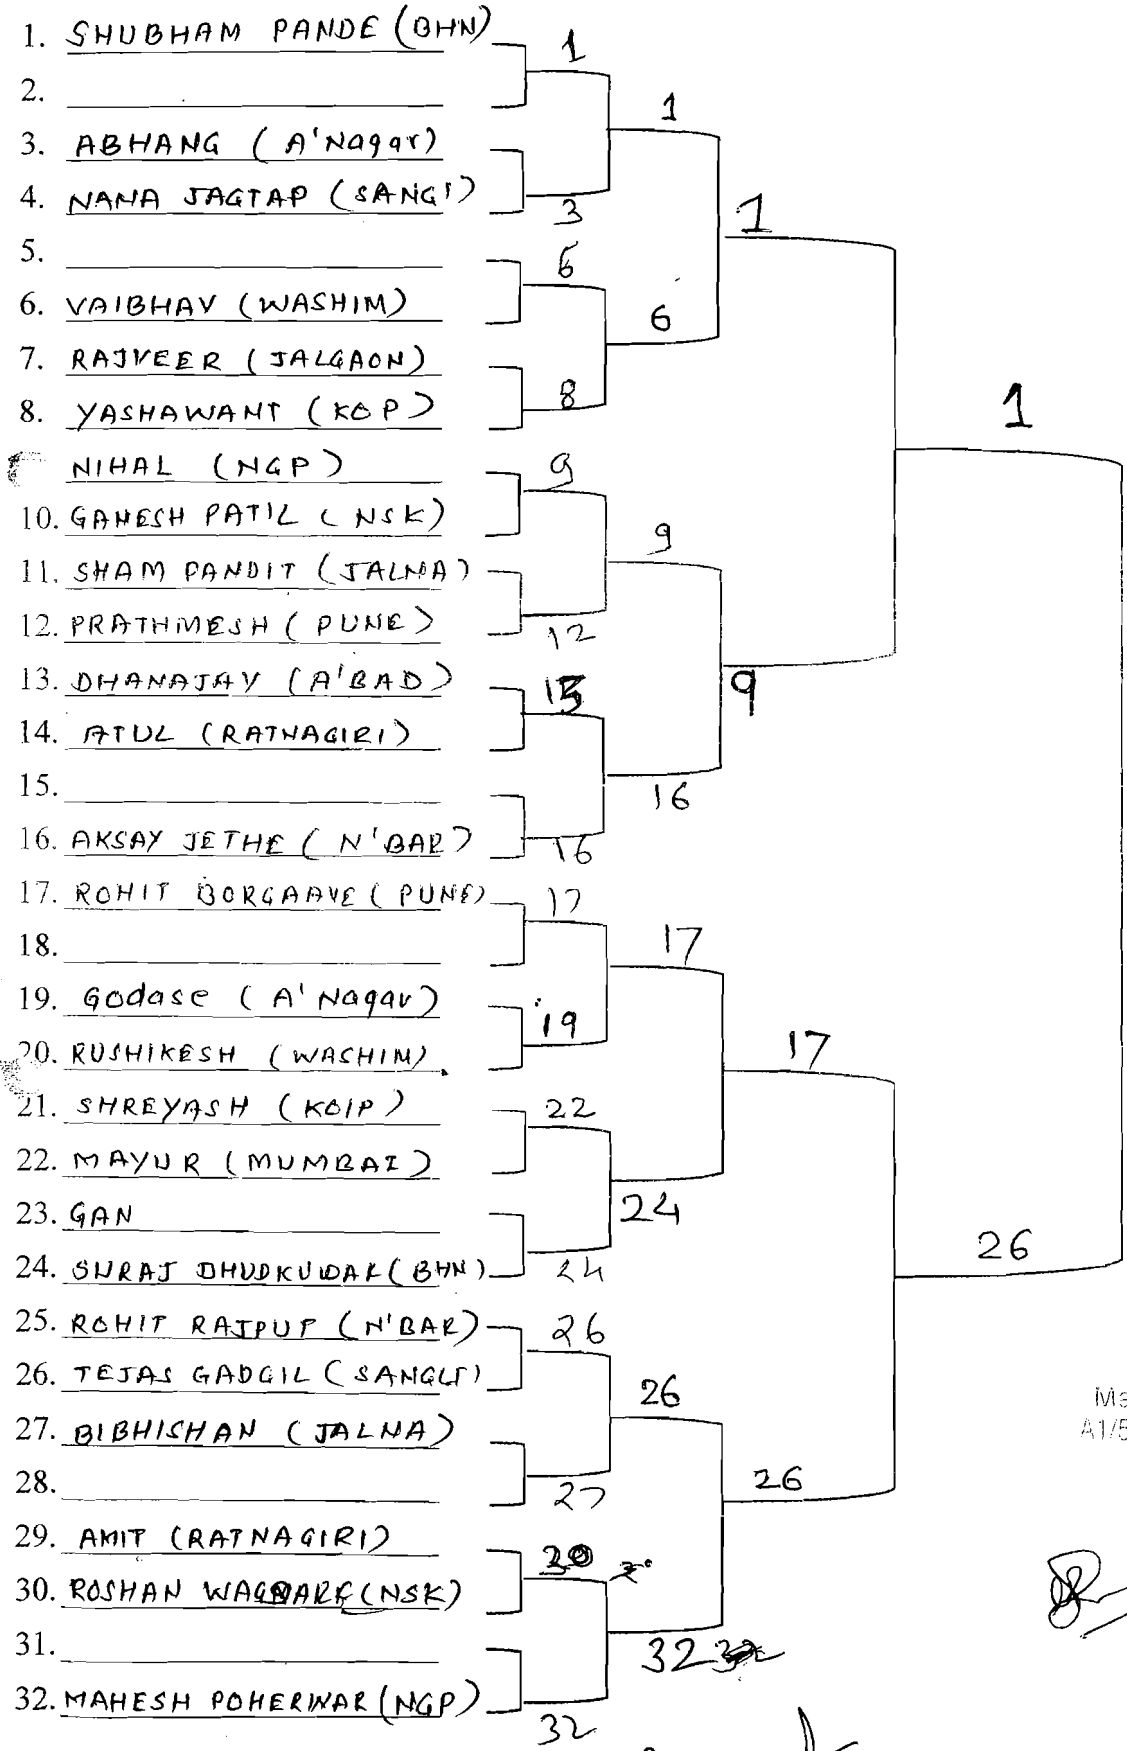 1. SHUBHAM PANDE (BHN)
1
2.
1
3. ABHANG (A'Nagar)
4. NANA JAGTAP (SANG
3
1
5.
6
6. VAIBHAV (WASHIM)
6
7. RAJVEER (JALGAON)
8. YASHAWANT (KOP)
8
1
NIHAL (NGP)
9
10. GANESH PATIL (NSK)
9
11. SHAM PANDIT (JALNA)
12. PRATHMESH (PUNE)
12
13. DHANAJAY (A'BAD)
9
14. ATUL (RATNAGIRI)
15.
16
16. AKSAY JETHE (N'BAR)
16
17. ROHIT BORGAAVE (PUNE)
17
18.
17
19. Godase (A'Nagar)
19
20. RUSHIKESH (WASHIM)
17
21. SHREYASH (KOIP)
22
22. MAYUR (MUMBAI)
23. GAN
24
24. SURAJ DHUDKUWAR (BHN)
24
26
25. ROHIT RAJPUT (N'BAR)
26
26. TEJAS GADGIL (SANGLI)
26
27. BIBHISHAN (JALNA)
28.
27
26
A1/5
29. AMIT (RATNAGIRI)
30
30. ROSHAN (NSK)
31.
32
32. MAHESH POHERWAR (NGP)
32